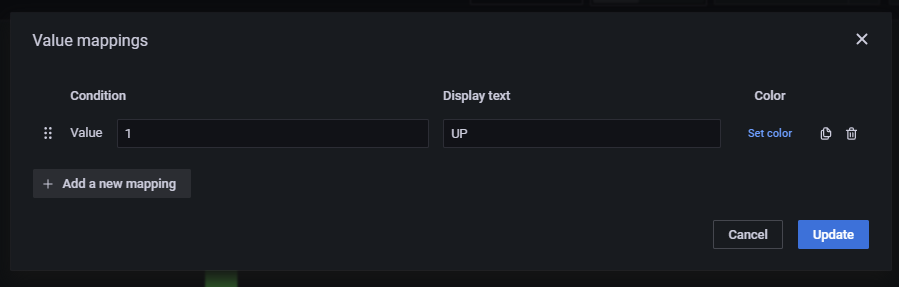 Value mappings
Condition Display text Color
Value 1 UP Set color
Add a new mapping
Cancel Update